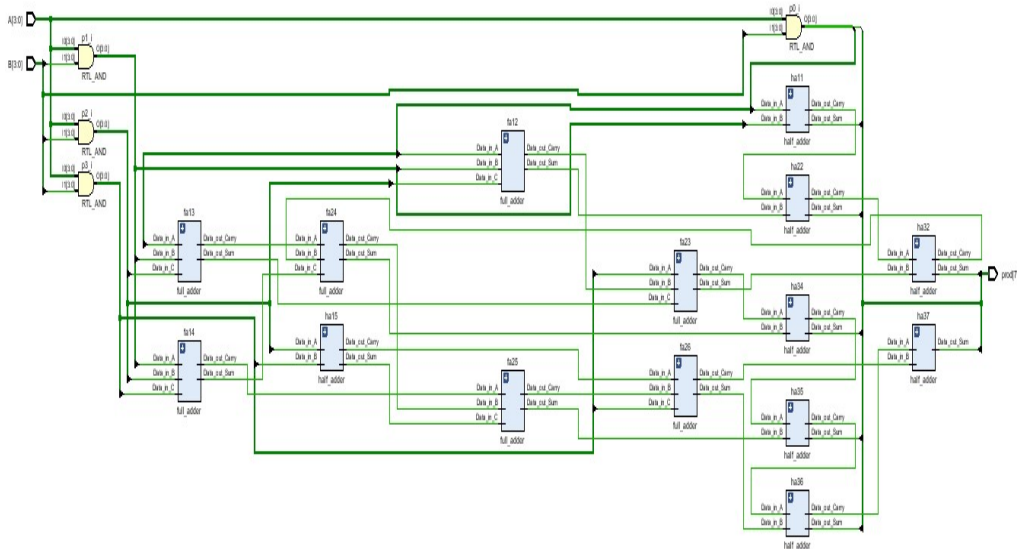 A[3:0]
B[3:0]
p0_i
I0[3:0]
I1[3:0]
O[3:0]
RTL_AND
p1_i
I0[3:0]
I1[3:0]
O[3:0]
RTL_AND
p2_i
I0[3:0]
I1[3:0]
O[3:0]
RTL_AND
p3_i
I0[3:0]
I1[3:0]
O[3:0]
RTL_AND
ha11
Data_in_A
Data_in_B
Data_out_Carry
Data_out_Sum
half_adder
fa12
Data_in_A
Data_in_B
Data_in_C
Data_out_Carry
Data_out_Sum
full_adder
ha22
Data_in_A
Data_in_B
Data_out_Carry
Data_out_Sum
half_adder
fa13
Data_in_A
Data_in_B
Data_in_C
Data_out_Carry
Data_out_Sum
full_adder
fa24
Data_in_A
Data_in_B
Data_in_C
Data_out_Carry
Data_out_Sum
full_adder
fa23
Data_in_A
Data_in_B
Data_in_C
Data_out_Carry
Data_out_Sum
full_adder
ha32
Data_in_A
Data_in_B
Data_out_Carry
Data_out_Sum
half_adder
prod[7
ha34
Data_in_A
Data_in_B
Data_out_Carry
Data_out_Sum
half_adder
fa14
Data_in_A
Data_in_B
Data_in_C
Data_out_Carry
Data_out_Sum
full_adder
ha15
Data_in_A
Data_in_B
Data_out_Carry
Data_out_Sum
half_adder
ha37
Data_in_A
Data_in_B
Data_out_Sum
half_adder
fa25
Data_in_A
Data_in_B
Data_in_C
Data_out_Carry
Data_out_Sum
full_adder
fa26
Data_in_A
Data_in_B
Data_in_C
Data_out_Carry
Data_out_Sum
full_adder
ha35
Data_in_A
Data_in_B
Data_out_Carry
Data_out_Sum
half_adder
ha36
Data_in_A
Data_in_B
Data_out_Carry
Data_out_Sum
half_adder